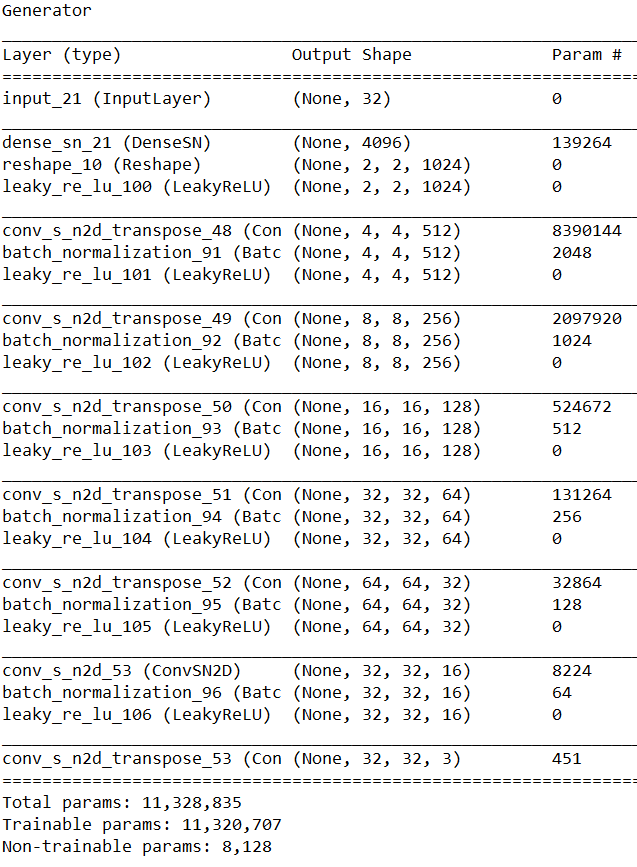 Generator
Layer (type) Output Shape Param #
input_21 (InputLayer) (None, 32) 0
dense_sn_21 (DenseSN) (None, 4096) 139264
reshape_10 (Reshape) (None, 2, 2, 1024) 0
leaky_re_lu_100 (LeakyReLU) (None, 2, 2, 1024) 0
conv_s_n2d_transpose_48 (Con (None, 4, 4, 512) 8390144
batch_normalization_91 (Batc (None, 4, 4, 512) 2048
leaky_re_lu_101 (LeakyReLU) (None, 4, 4, 512) 0
conv_s_n2d_transpose_49 (Con (None, 8, 8, 256) 2097920
batch_normalization_92 (Batc (None, 8, 8, 256) 1024
leaky_re_lu_102 (LeakyReLU) (None, 8, 8, 256) 0
conv_s_n2d_transpose_50 (Con (None, 16, 16, 128) 524672
batch_normalization_93 (Batc (None, 16, 16, 128) 512
leaky_re_lu_103 (LeakyReLU) (None, 16, 16, 128) 0
conv_s_n2d_transpose_51 (Con (None, 32, 32, 64) 131264
batch_normalization_94 (Batc (None, 32, 32, 64) 256
leaky_re_lu_104 (LeakyReLU) (None, 32, 32, 64) 0
conv_s_n2d_transpose_52 (Con (None, 64, 64, 32) 32864
batch_normalization_95 (Batc (None, 64, 64, 32) 128
leaky_re_lu_105 (LeakyReLU) (None, 64, 64, 32) 0
conv_s_n2d_53 (ConvSN2D) (None, 32, 32, 16) 8224
batch_normalization_96 (Batc (None, 32, 32, 16) 64
leaky_re_lu_106 (LeakyReLU) (None, 32, 32, 16) 0
conv_s_n2d_transpose_53 (Con (None, 32, 32, 3) 451
Total params: 11,328,835
Trainable params: 11,320,707
Non-trainable params: 8,128